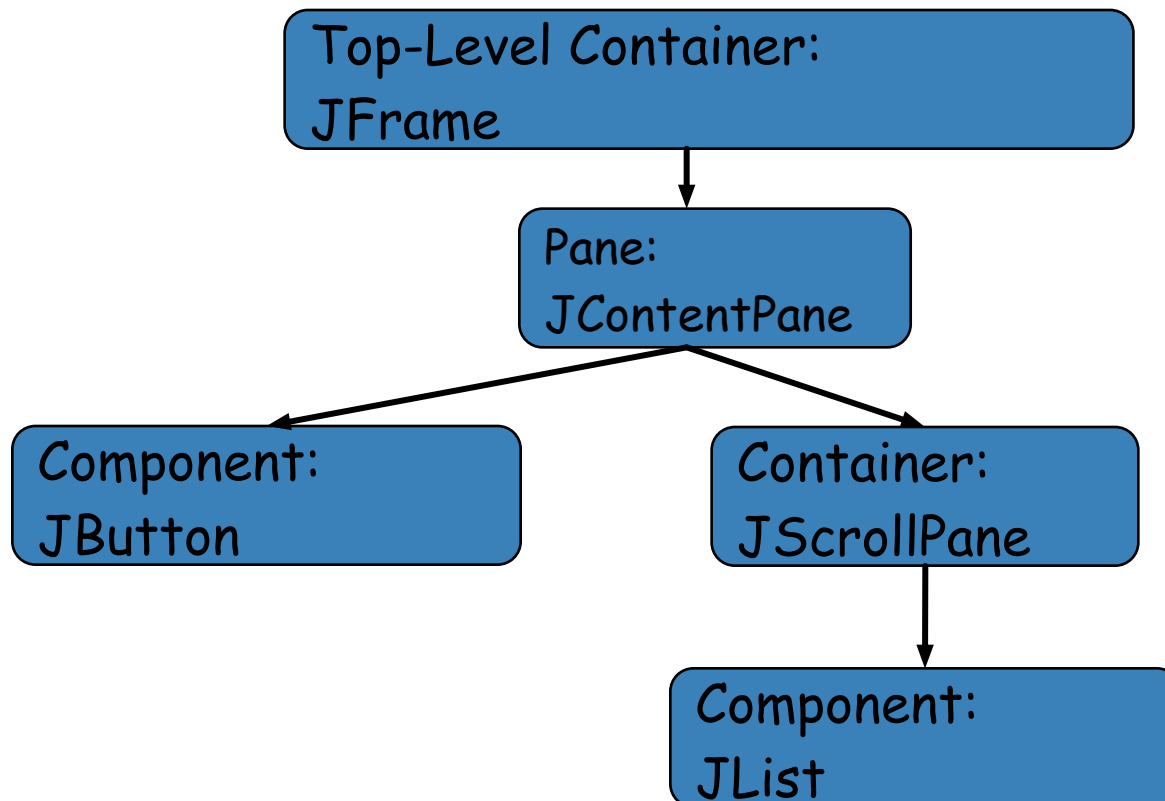 Top-Level Container:
JFrame
Pane:
JContentPane
Component:
JButton
Container:
JScrollPane
Component:
JList